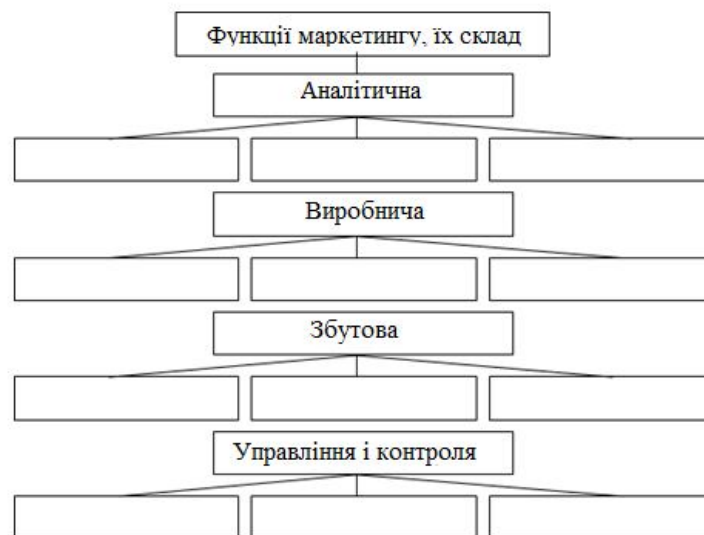 Функції маркетингу, їх склад
Аналітична
Виробнича
Збутова
Управління і контроля